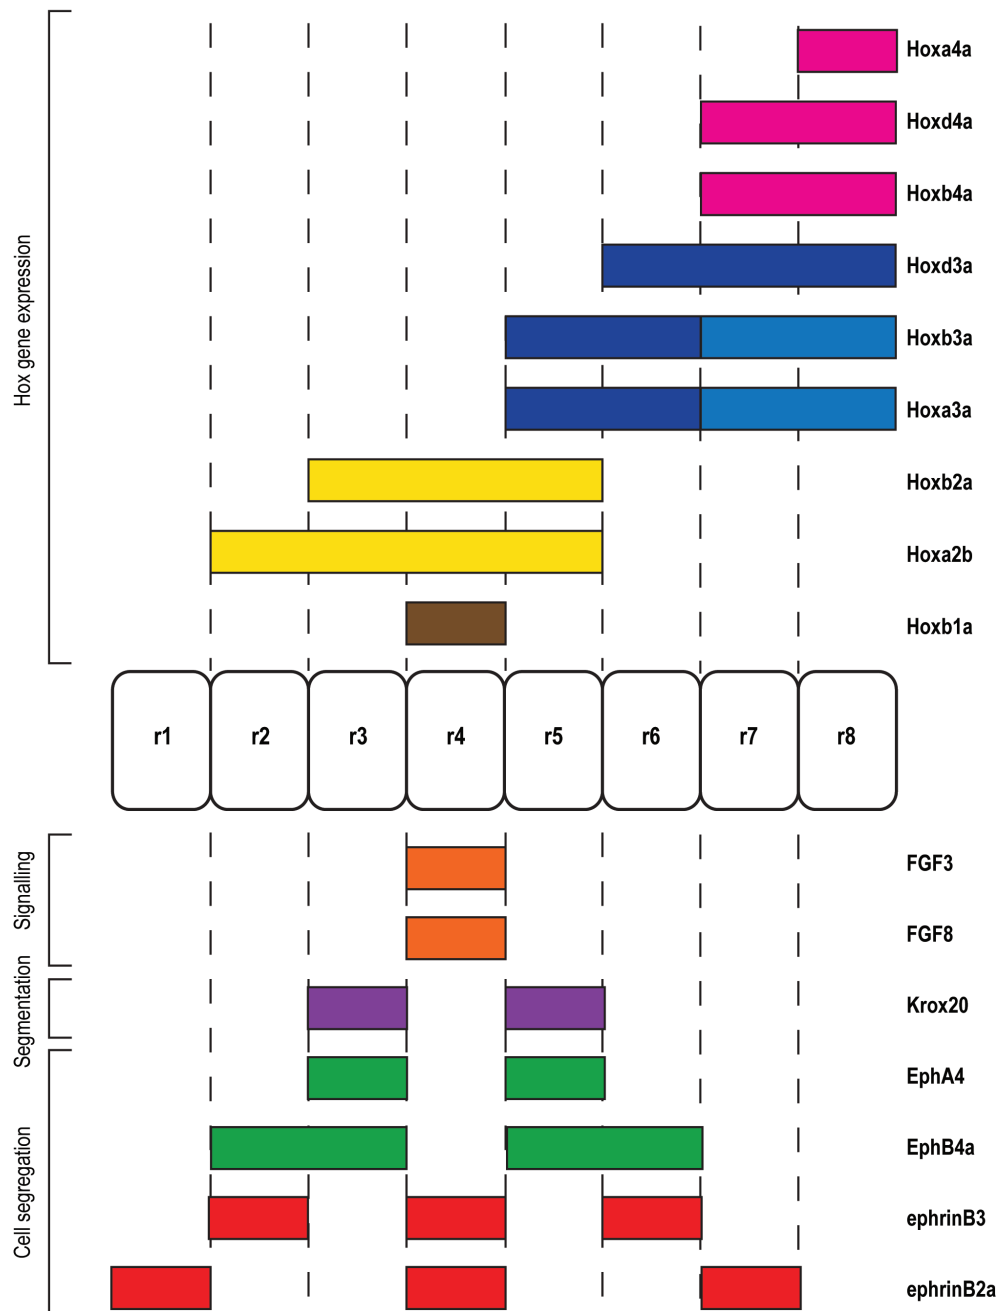 Hox gene expression
Hoxa4a
Hoxd4a
Hoxb4a
Hoxd3a
Hoxb3a
Hoxa3a
Hoxb2a
Hoxa2b
Hoxb1a
r1 r2 r3 r4 r5 r6 r7 r8
Signalling
FGF3
FGF8
Segmentation
Krox20
Cell segregation
EphA4
EphB4a
ephrinB3
ephrinB2a